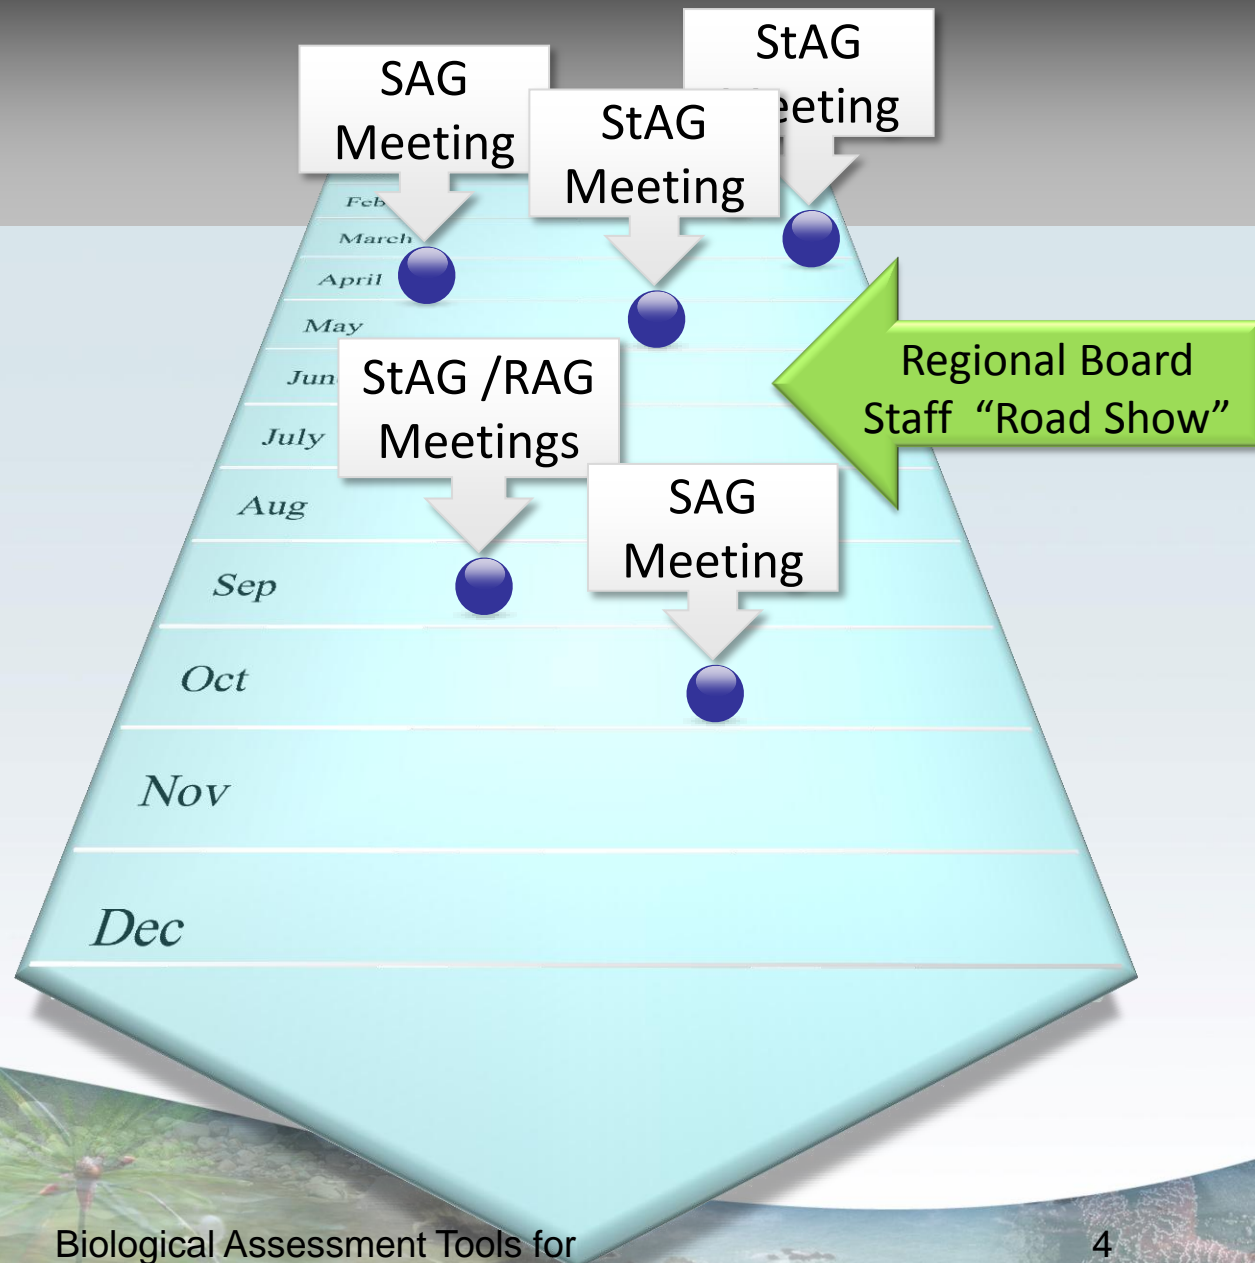 StAG
eeting
SAG
Meeting
StAG
Meeting
Feb
March
April
May
Jun
July
Aug
Sep
Oct
Nov
Dec
Regional Board
Staff “Road Show”
StAG /RAG
Meetings
SAG
Meeting
Biological Assessment Tools for
4